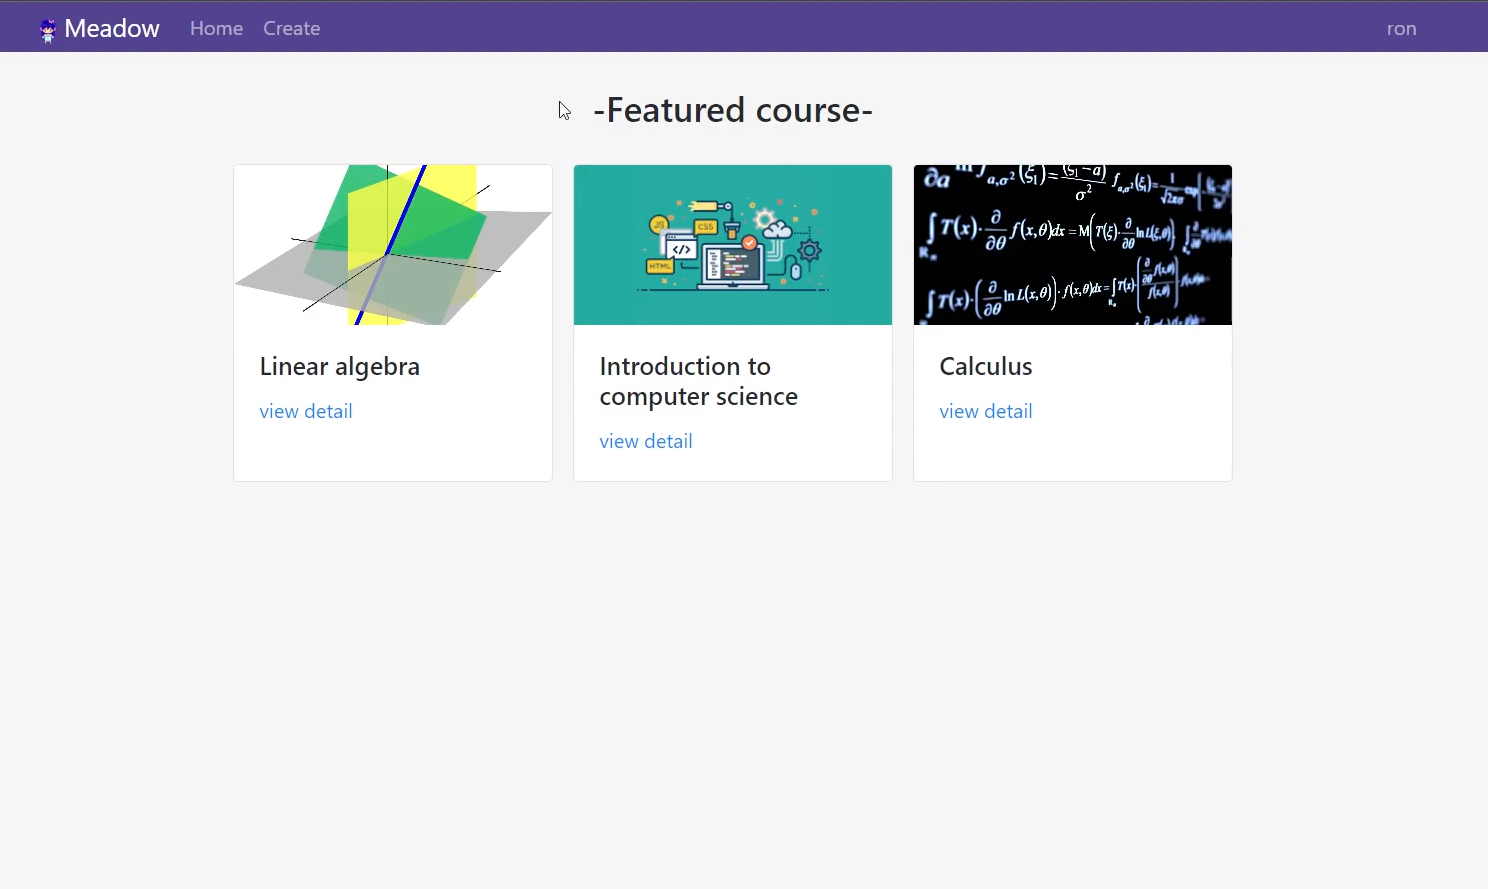 Meadow Home Create ron
-Featured course-
JS
CSS
</>
HTML
Linear algebra
view detail
Introduction to
computer science
view detail
Calculus
view detail